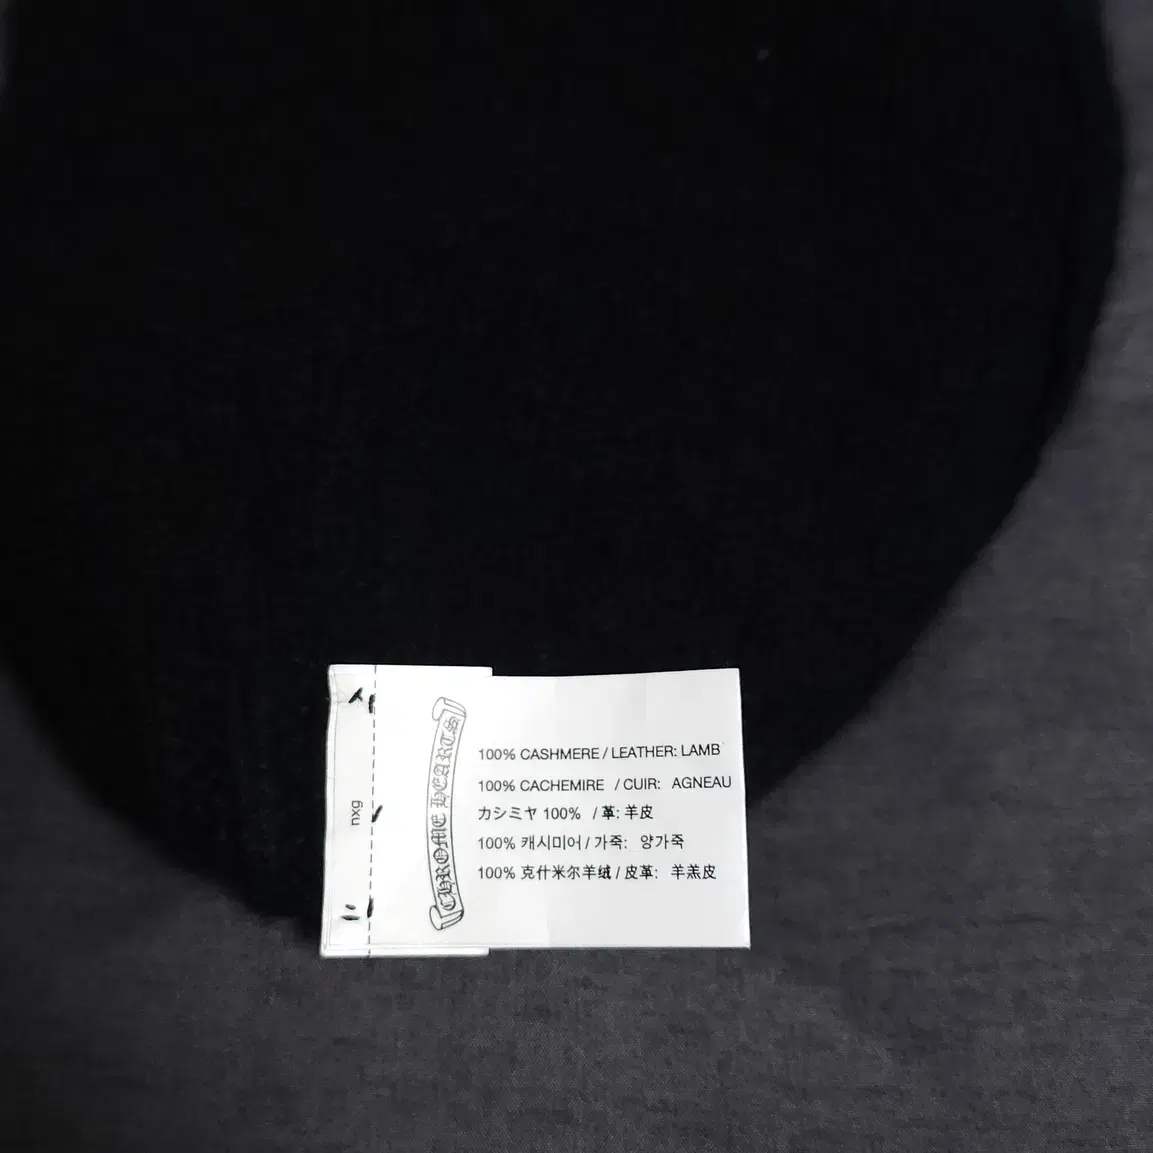 nxg
CHROME HEARTS
100% CASHMERE / LEATHER: LAMB
100% CACHEMIRE / CUIR: AGNEAU
カシミヤ 100% / 革: 羊皮
100% 캐시미어 / 가죽: 양가죽
100% 克什米尔羊绒 / 皮革: 羊羔皮